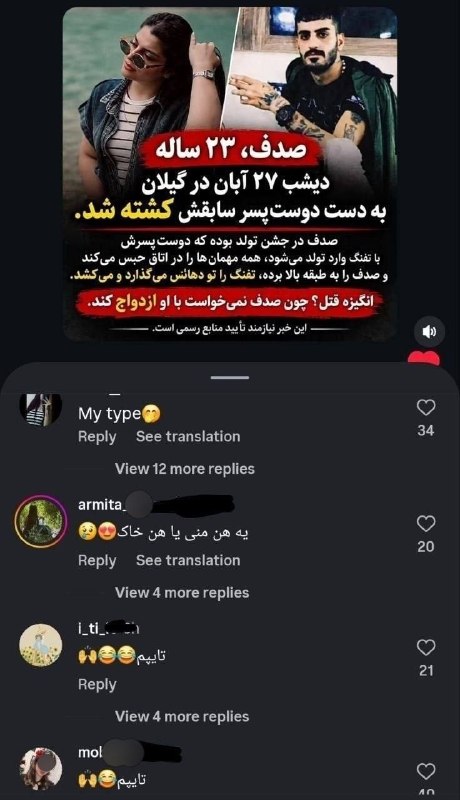 صدف، ۲۳ ساله
دیشب ۲۷ آبان در گیلان
به دست دوست‌پسر سابقش کشته شد.
صدف در جشن تولد بوده که دوست‌پسرش
با تفنگ وارد تولد می‌شود، همه مهمان‌ها را در اتاق حبس می‌کند
و صدف را به طبقه بالا برده، تفنگ را تو دهانش می‌گذارد و می‌کشد.
انگیزه قتل؟ چون صدف نمی‌خواست با او ازدواج کند.
این خبر نیازمند تأیید منابع رسمی است.
My type🤭
34
Reply See translation
View 12 more replies
armita_
یه هن منی یا هن خاک😍😢
20
Reply See translation
View 4 more replies
i_ti_
تایپم😂😂🙌
21
Reply
View 4 more replies
mob
تایپم😂🙌